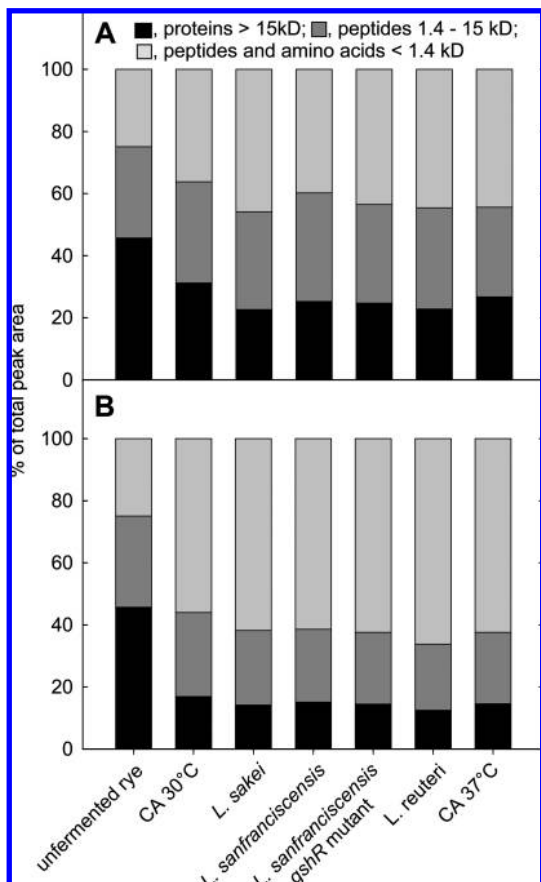 A ■, proteins > 15kD; ■, peptides 1.4 - 15 kD;
■, peptides and amino acids < 1.4 kD
100
80
60
40
20
0
% of total peak area
B
100
80
60
40
20
0
unfermented rye
CA 30°C
L. sakei
L. sanfranciscensis
L. sanfranciscensis
gshR mutant
L. reuteri
CA 37°C